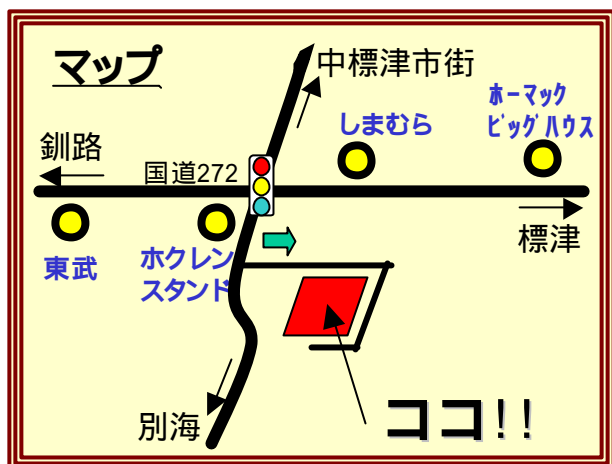 マップ
中標津市街
ホーマック
ビッグハウス
しまむら
釧路
国道272
標津
東武
ホクレン
スタンド
別海
ココ!!